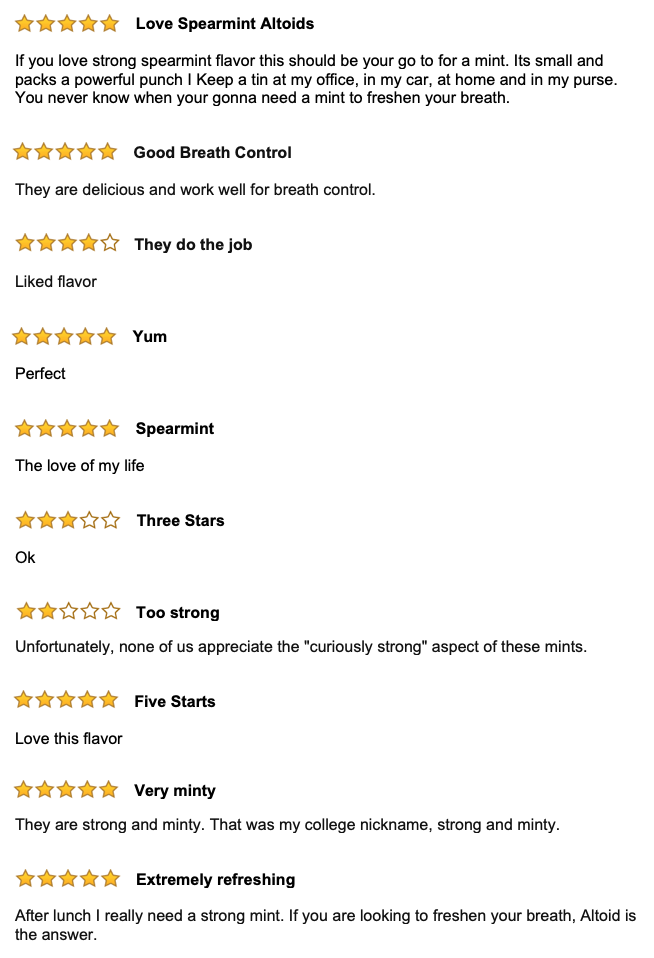 Love Spearmint Altoids
If you love strong spearmint flavor this should be your go to for a mint. Its small and
packs a powerful punch I Keep a tin at my office, in my car, at home and in my purse.
You never know when your gonna need a mint to freshen your breath.
Good Breath Control
They are delicious and work well for breath control.
They do the job
Liked flavor
Yum
Perfect
Spearmint
The love of my life
Three Stars
Ok
Too strong
Unfortunately, none of us appreciate the "curiously strong" aspect of these mints.
Five Starts
Love this flavor
Very minty
They are strong and minty. That was my college nickname, strong and minty.
Extremely refreshing
After lunch I really need a strong mint. If you are looking to freshen your breath, Altoid is
the answer.